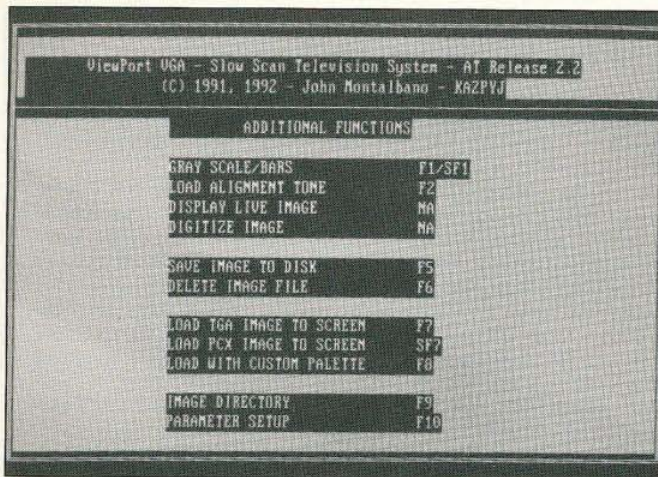 ViewPort VGA - Slow Scan Television System - AT Release 2.2
(C) 1991, 1992 - John Montalbano - KA2PYJ
ADDITIONAL FUNCTIONS
GRAY SCALE/BARS F1/SF1
LOAD ALIGNMENT TONE F2
DISPLAY LIVE IMAGE NA
DIGITIZE IMAGE NA
SAVE IMAGE TO DISK F5
DELETE IMAGE FILE F6
LOAD TGA IMAGE TO SCREEN F7
LOAD PCX IMAGE TO SCREEN SF7
LOAD WITH CUSTOM PALETTE F8
IMAGE DIRECTORY F9
PARAMETER SETUP F10